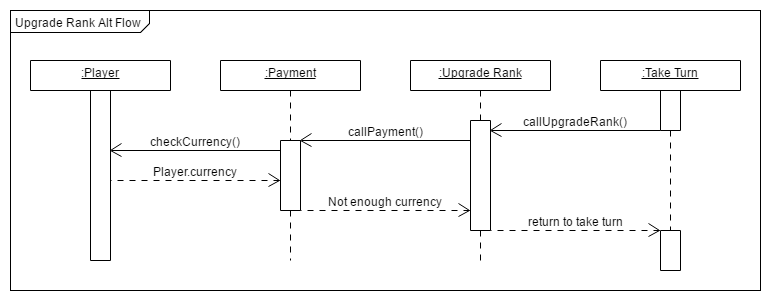 Upgrade Rank Alt Flow
:Player
:Payment
:Upgrade Rank
:Take Turn
callUpgradeRank()
callPayment()
checkCurrency()
Player.currency
Not enough currency
return to take turn